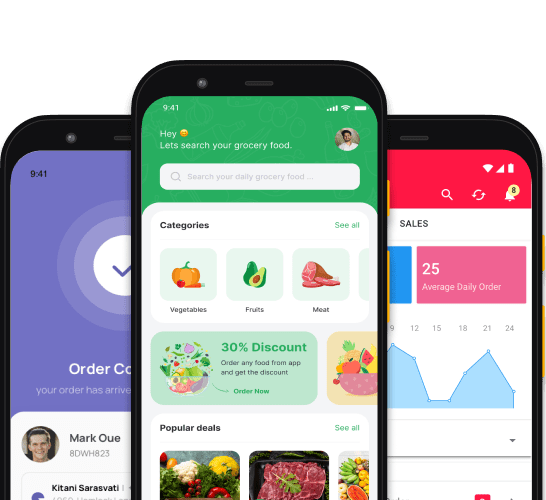 9:41
Order Co
your order has arrive
Mark Oue
8DWH823
Kitani Sarasvati
9:41
Hey
Lets search your grocery food.
Search your daily grocery food ...
Categories
See all
Vegetables
Fruits
Meat
30% Discount
Order any food from app
and get the discount
Order Now
Popular deals
See all
8
SALES
25
Average Daily Order
9 12 15 18 21 24